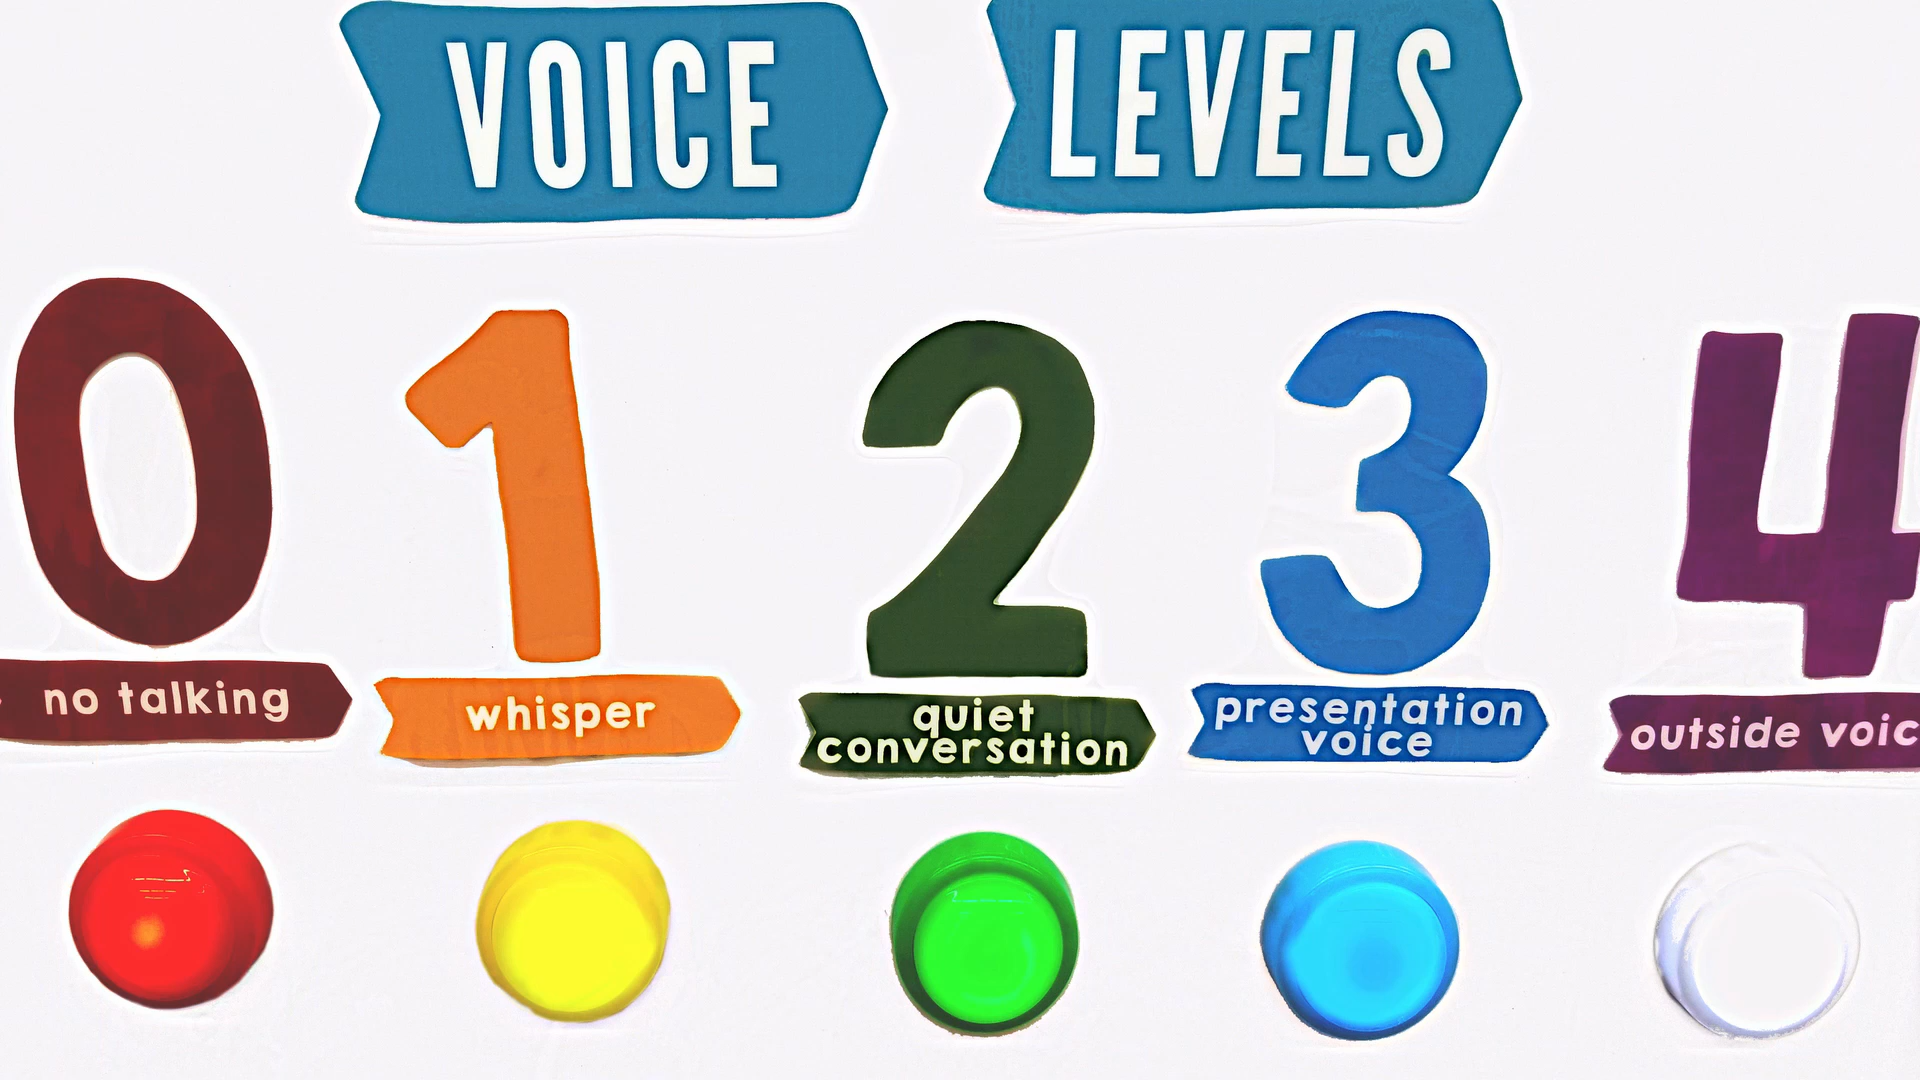 VOICE LEVELS
0 1 2 3 4
no talking
whisper
quiet
conversation
presentation
voice
outside voic